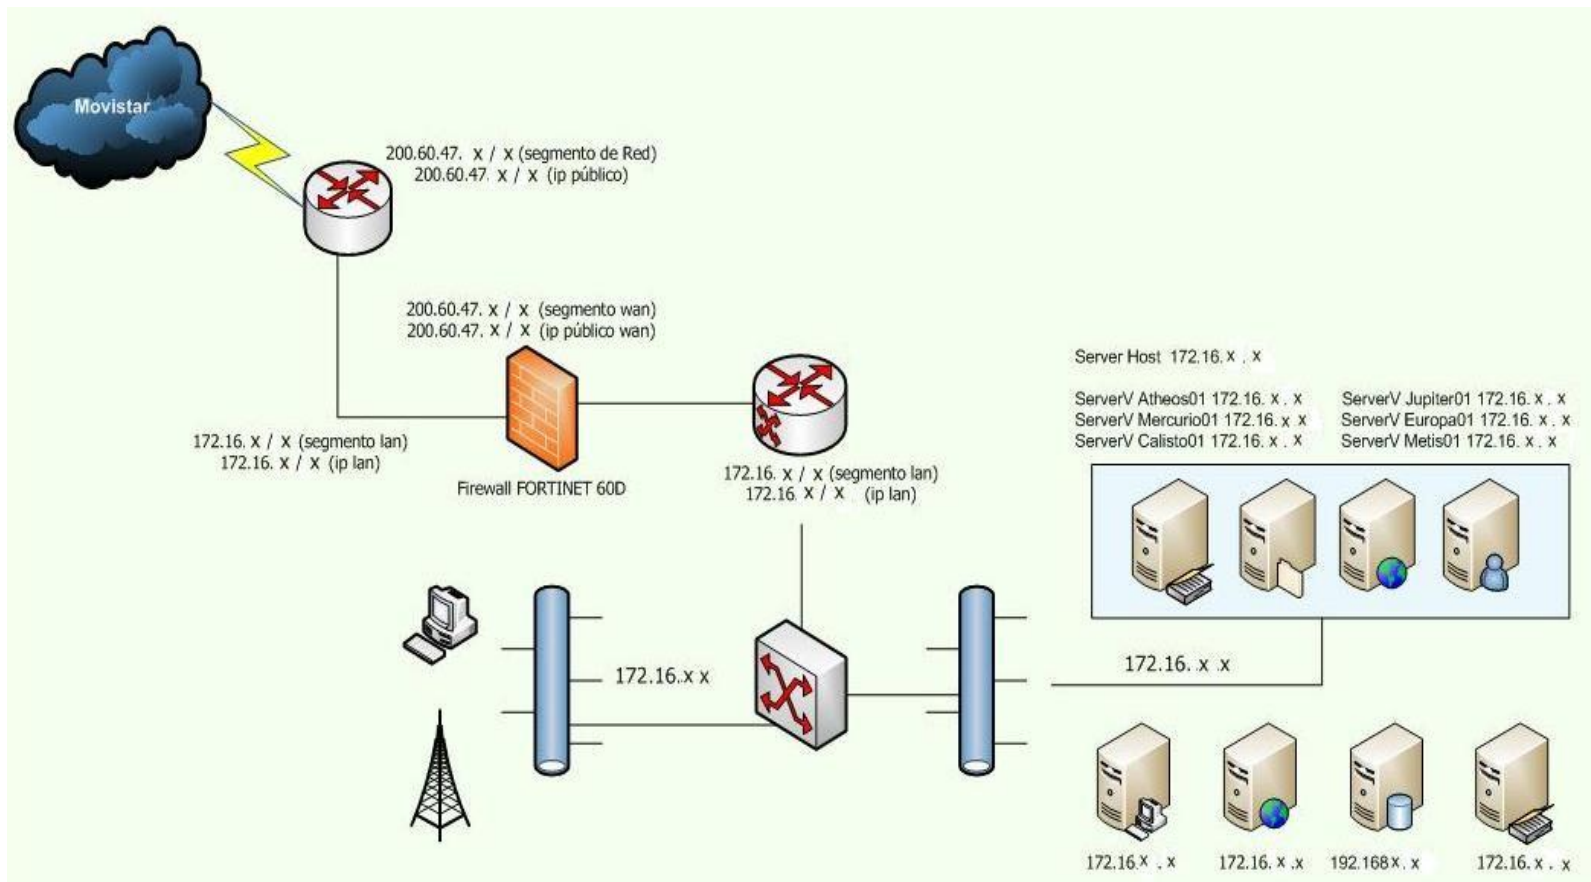 Movistar
200.60.47. x / x (segmento de Red)
200.60.47. x / x (ip público)
200.60.47. x / x (segmento wan)
200.60.47. x / x (ip público wan)
172.16. x / x (segmento lan)
172.16. x / x (ip lan)
Firewall FORTINET 60D
172.16. x / x (segmento lan)
172.16 x / x (ip lan)
Server Host 172.16. x . x
ServerV Atheos01 172.16. x . x
ServerV Mercurio01 172.16. x x
ServerV Calisto01 172.16. x . x
ServerV Jupiter01 172.16. x . x
ServerV Europa01 172.16. x . x
ServerV Metis01 172.16. x . x
172.16..x x
172.16. .x .x
172.16.x . x
172.16. x .x
192.168 x . x
172.16. x . x